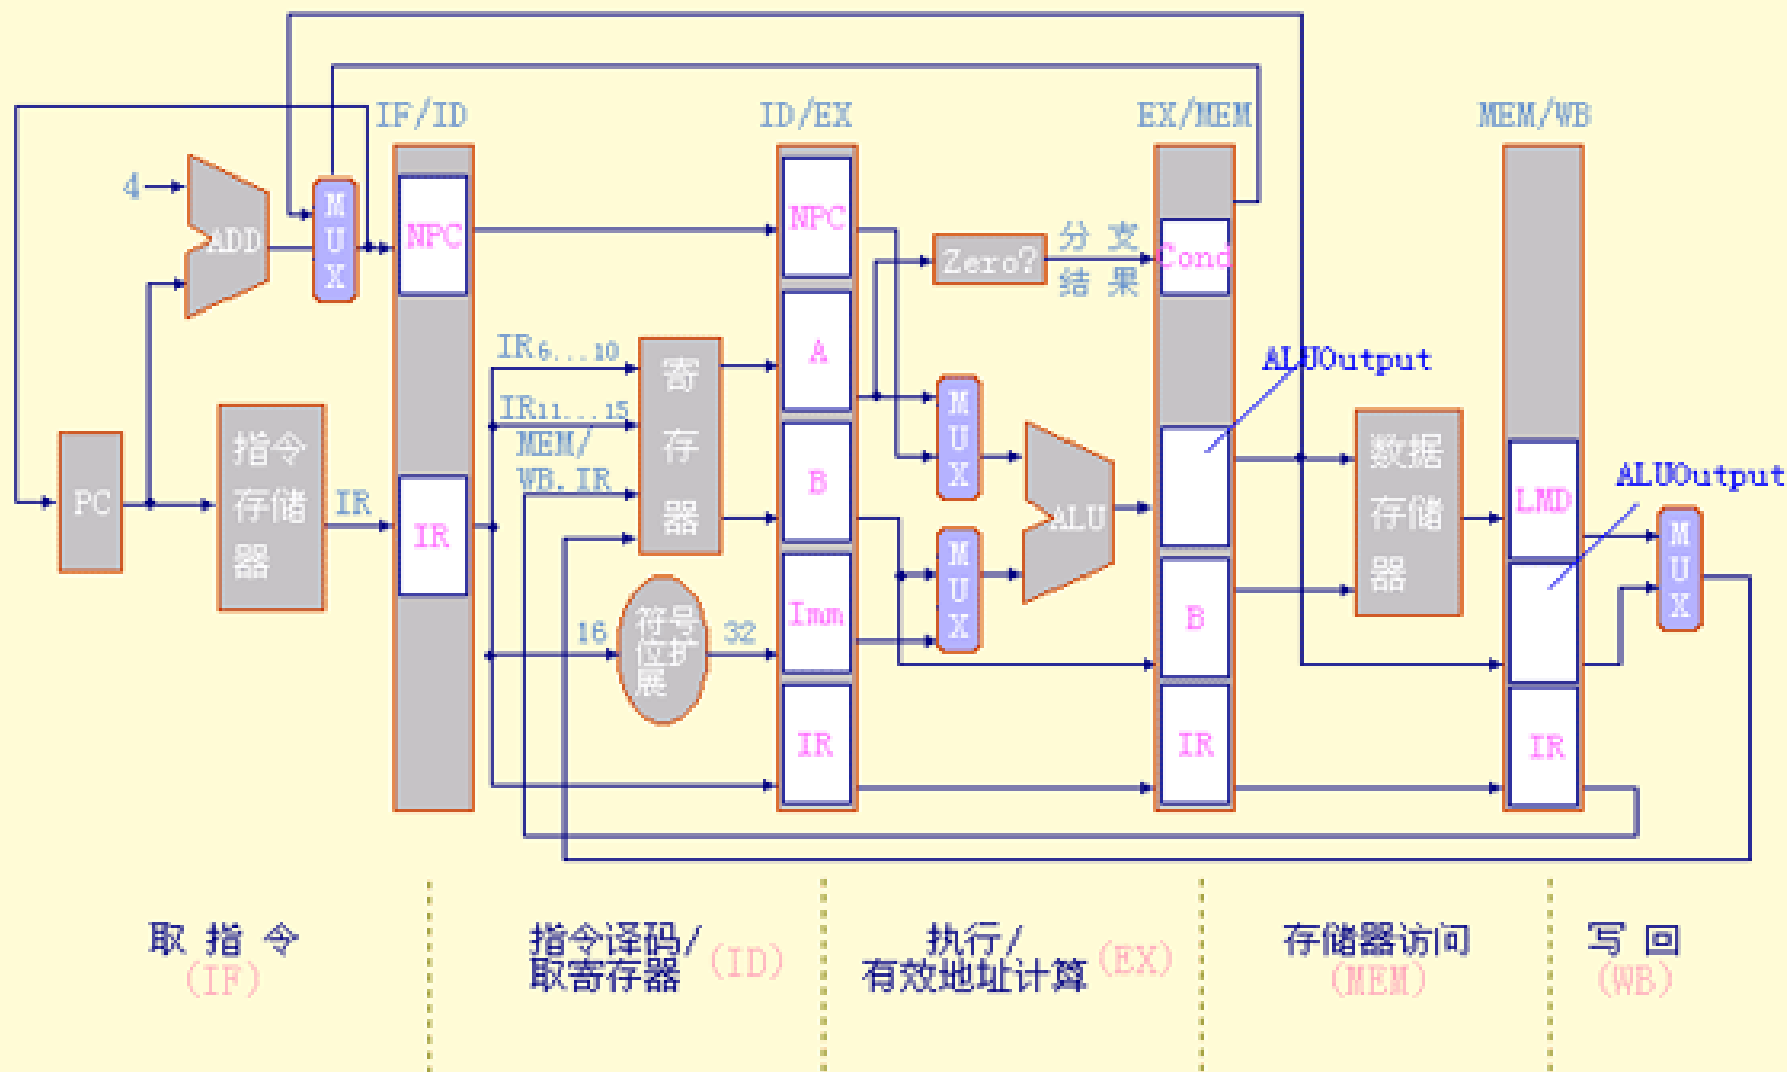 IF/ID
ID/EX
EX/MEM
MEM/WB
4
ADD
M
U
X
NPC
NPC
Zero?
分 支
结 果
Cond
IR6...10
IR11...15
MEM/
WB.IR
寄
存
器
A
B
M
U
X
ALUOutput
PC
指令
存储
器
IR
IR
16
符号
位扩
展
32
Imm
IR
M
U
X
ALU
B
IR
数据
存储
器
LMD
ALUOutput
M
U
X
IR
取 指 令
(IF)
指令译码/
取寄存器
(ID)
执行/
有效地址计算
(EX)
存储器访问
(MEM)
写 回
(WB)